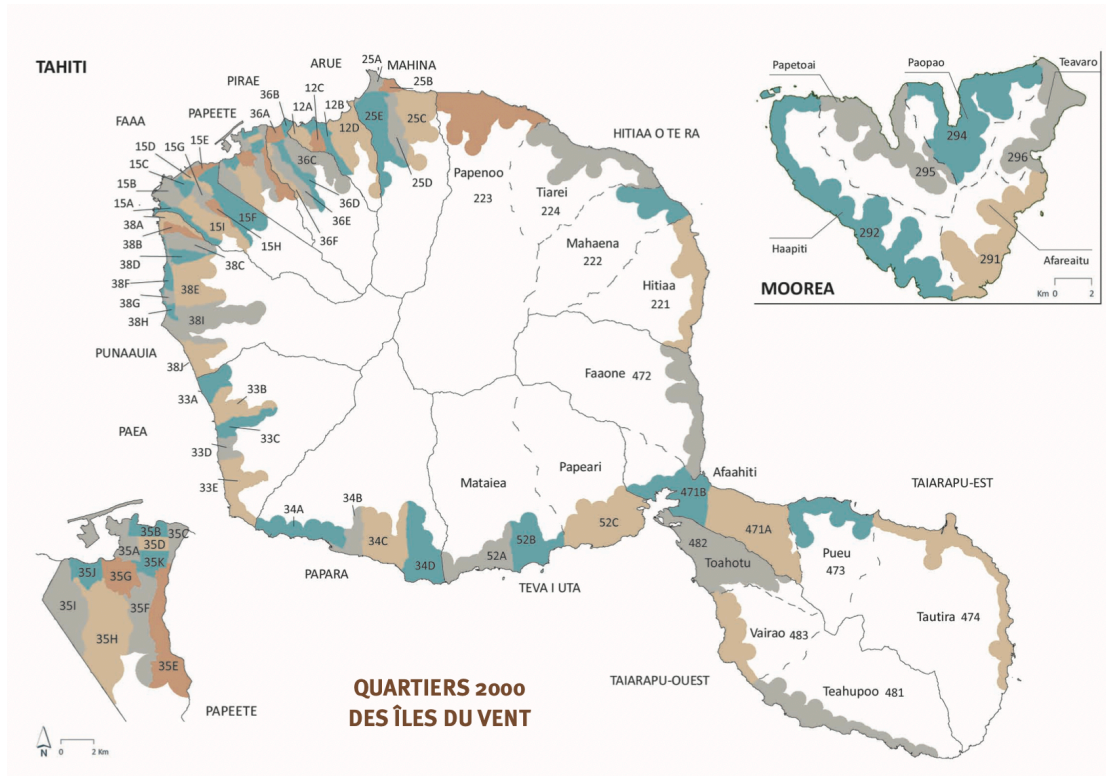 TAHITI
ARUE
25A
MAHINA
PIRAE
36B
12C
25B
PAPEETE
36A
12A
12B
FAAA
12D
25E
25C
15E
15G
15D
15C
36C
15B
25D
36D
15A
36E
38A
15F
15I
36F
38B
15H
38C
38D
38F
38E
38G
38H
38I
PUNAAUIA
38J
33A
33B
PAEA
33C
33D
33E
Papenoo
223
HITIAA O TE RA
Tiarei
224
Mahaena
222
Hitiaa
221
Faaone 472
Papeari
Mataiea
34B
34A
34C
34D
52A
52B
52C
PAPARA
TEVA I UTA
Afaahiti
471B
471A
482
Toahotu
TAIARAPU-EST
Pueu
473
Tautira 474
Vairao 483
Teahupoo 481
TAIARAPU-OUEST
Papetoai
Paopao
Teavaro
294
295
296
Haapiti
292
291
Afareaitu
MOOREA
Km 0 2
35B
35C
35A
35D
35K
35J
35G
35I
35F
35H
35E
PAPEETE
QUARTIERS 2000
DES ÎLES DU VENT
N
0 2 Km